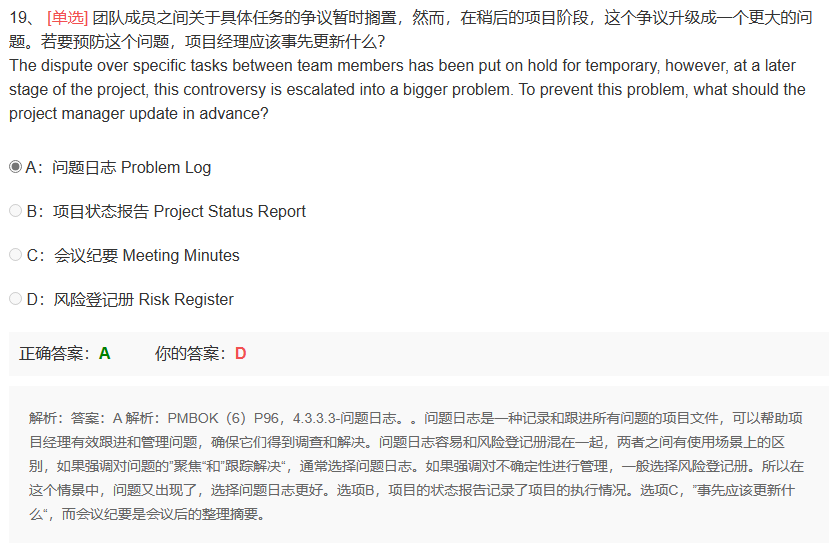 19、 [单选] 团队成员之间关于具体任务的争议暂时搁置，然而，在稍后的项目阶段，这个争议升级成一个更大的问
题。若要预防这个问题，项目经理应该事先更新什么？
The dispute over specific tasks between team members has been put on hold for temporary, however, at a later
stage of the project, this controversy is escalated into a bigger problem. To prevent this problem, what should the
project manager update in advance?
A：问题日志 Problem Log
B：项目状态报告 Project Status Report
C：会议纪要 Meeting Minutes
D：风险登记册 Risk Register
正确答案：A 你的答案：D
解析：答案：A 解析：PMBOK（6）P96，4.3.3.3-问题日志。。问题日志是一种记录和跟进所有问题的项目文件，可以帮助项
目经理有效跟进和管理问题，确保它们得到调查和解决。问题日志容易和风险登记册混在一起，两者之间有使用场景上的区
别，如果强调对问题的”聚焦“和”跟踪解决“，通常选择问题日志。如果强调对不确定性进行管理，一般选择风险登记册。所以在
这个情景中，问题又出现了，选择问题日志更好。选项B，项目的状态报告记录了项目的执行情况。选项C，”事先应该更新什
么“，而会议纪要是会议后的整理摘要。